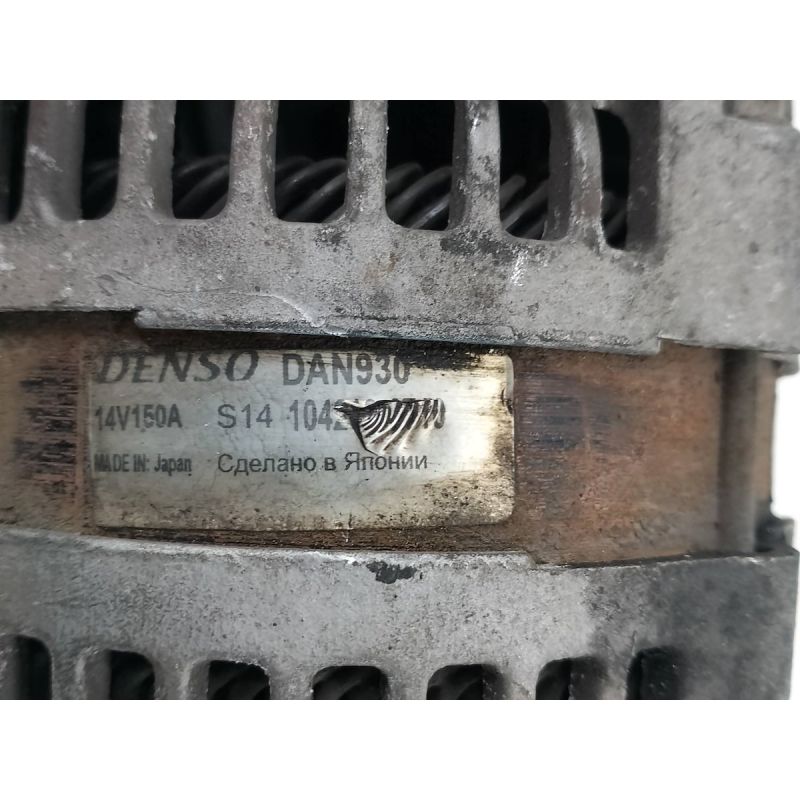 DENSO DAN930
14V150A S14
MADE IN: Japan Сделано в Японии